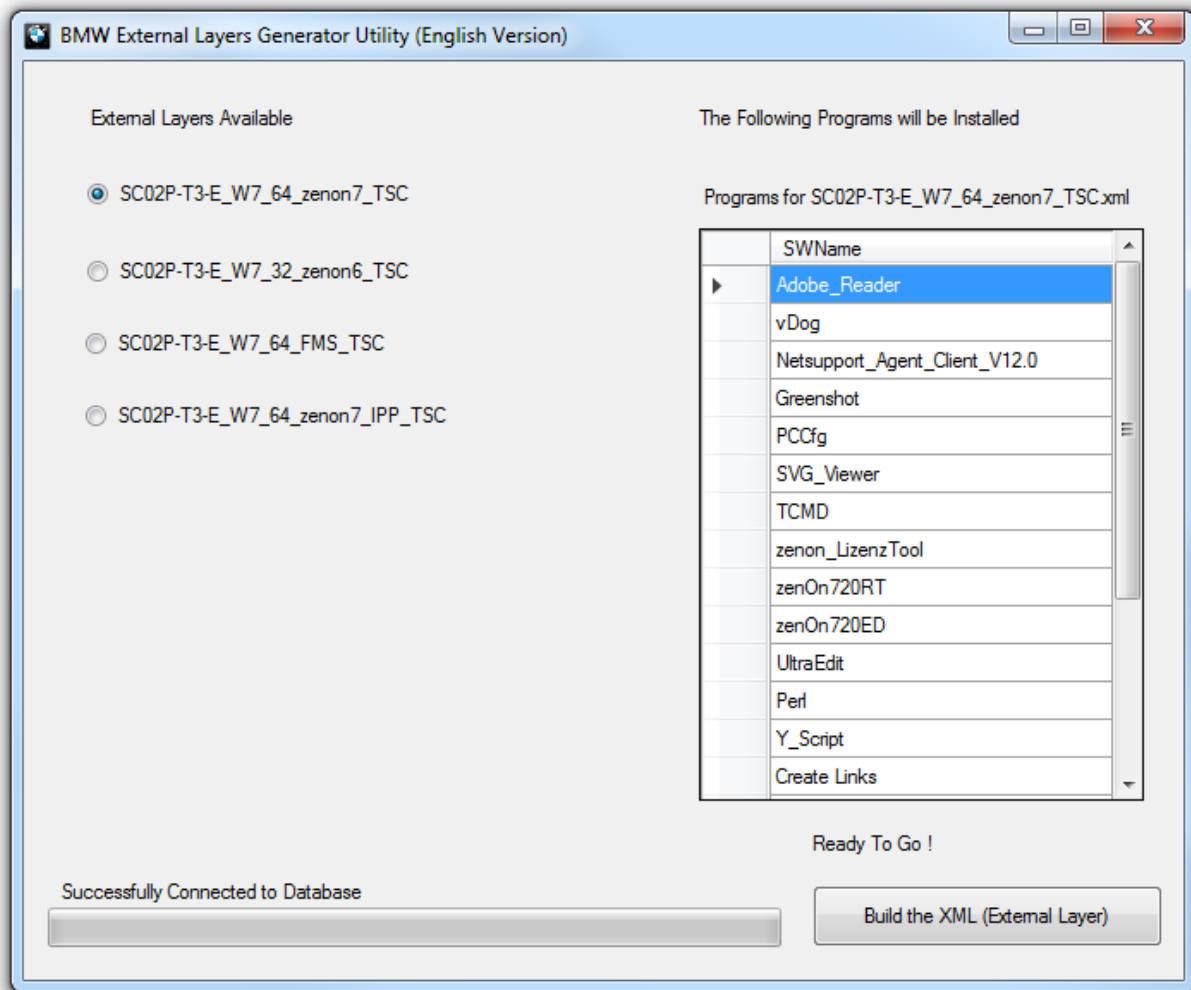 BMW External Layers Generator Utility (English Version)
External Layers Available
SC02P-T3-E_W7_64_zenon7_TSC
SC02P-T3-E_W7_32_zenon6_TSC
SC02P-T3-E_W7_64_FMS_TSC
SC02P-T3-E_W7_64_zenon7_IPP_TSC
The Following Programs will be Installed
Programs for SC02P-T3-E_W7_64_zenon7_TSC.xml
SWName
Adobe_Reader
vDog
Netsupport_Agent_Client_V12.0
Greenshot
PCCfg
SVG_Viewer
TCMD
zenon_LizenzTool
zenOn720RT
zenOn720ED
UltraEdit
Perl
Y_Script
Create Links
Ready To Go !
Successfully Connected to Database
Build the XML (External Layer)